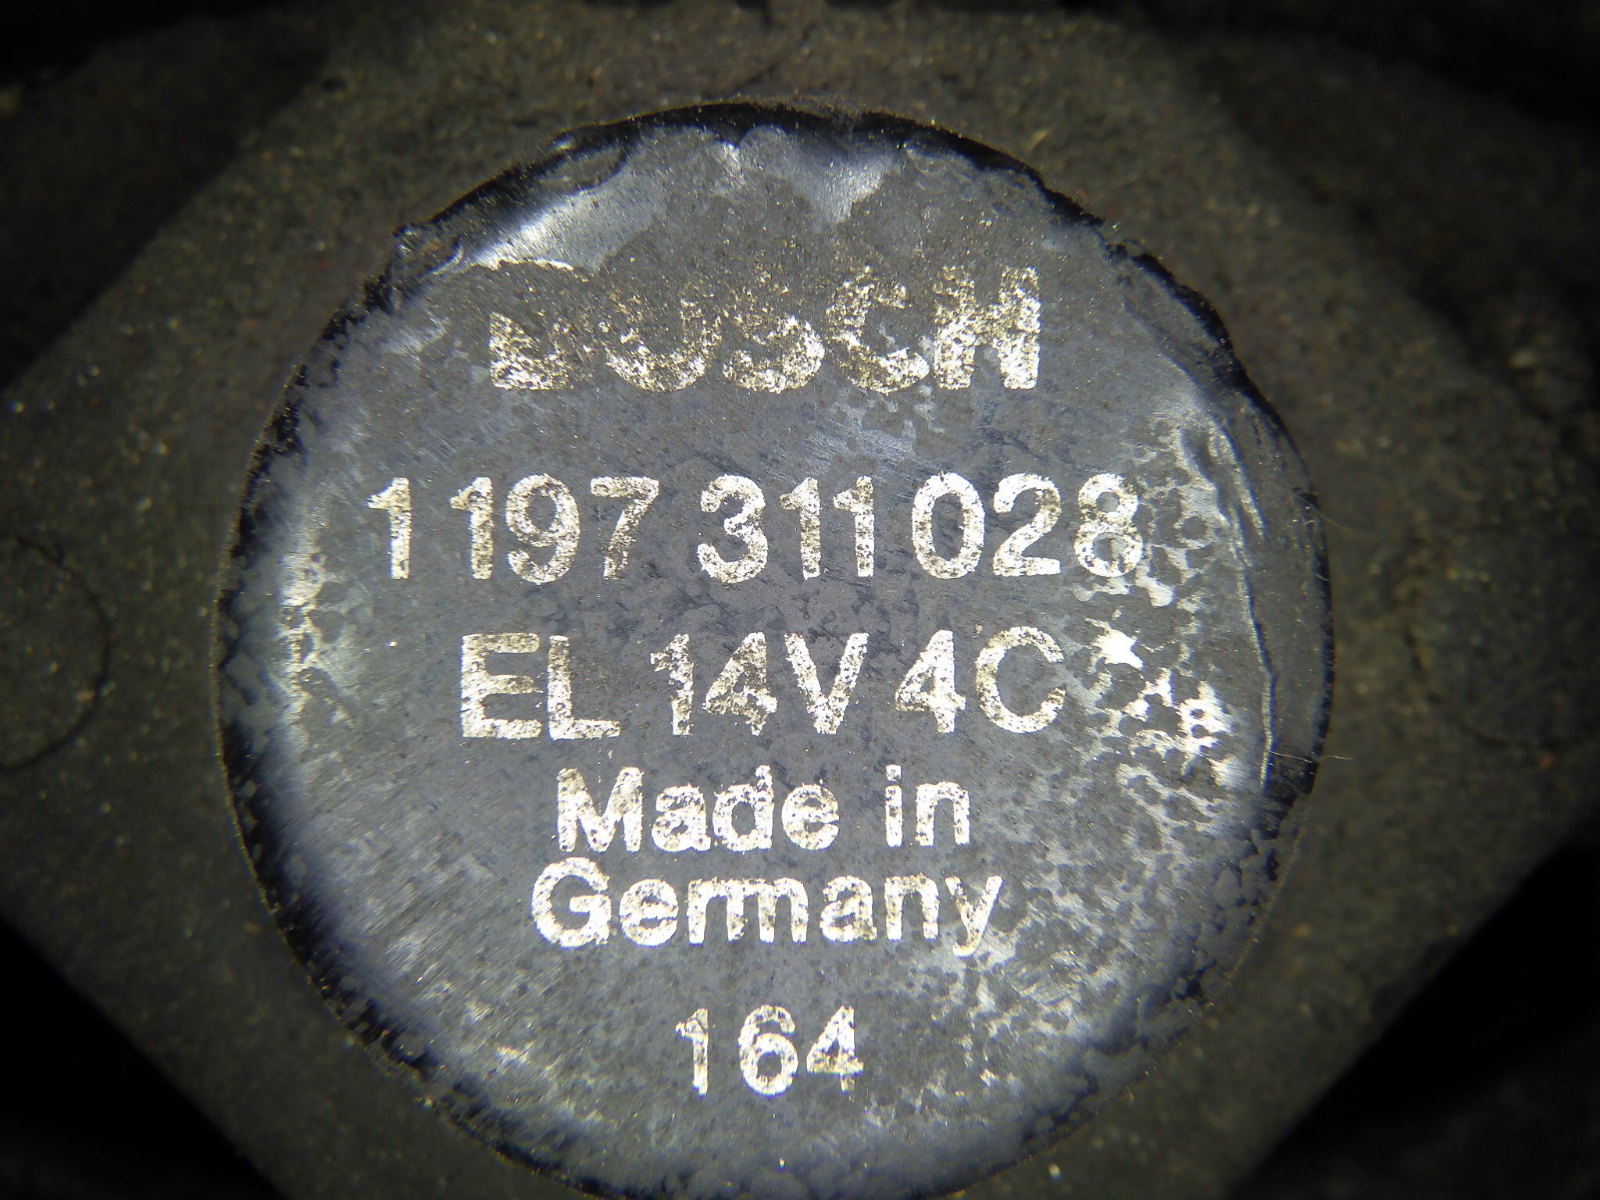 BOSCH
1 197 311 028
EL 14V 4C
Made in
Germany
164